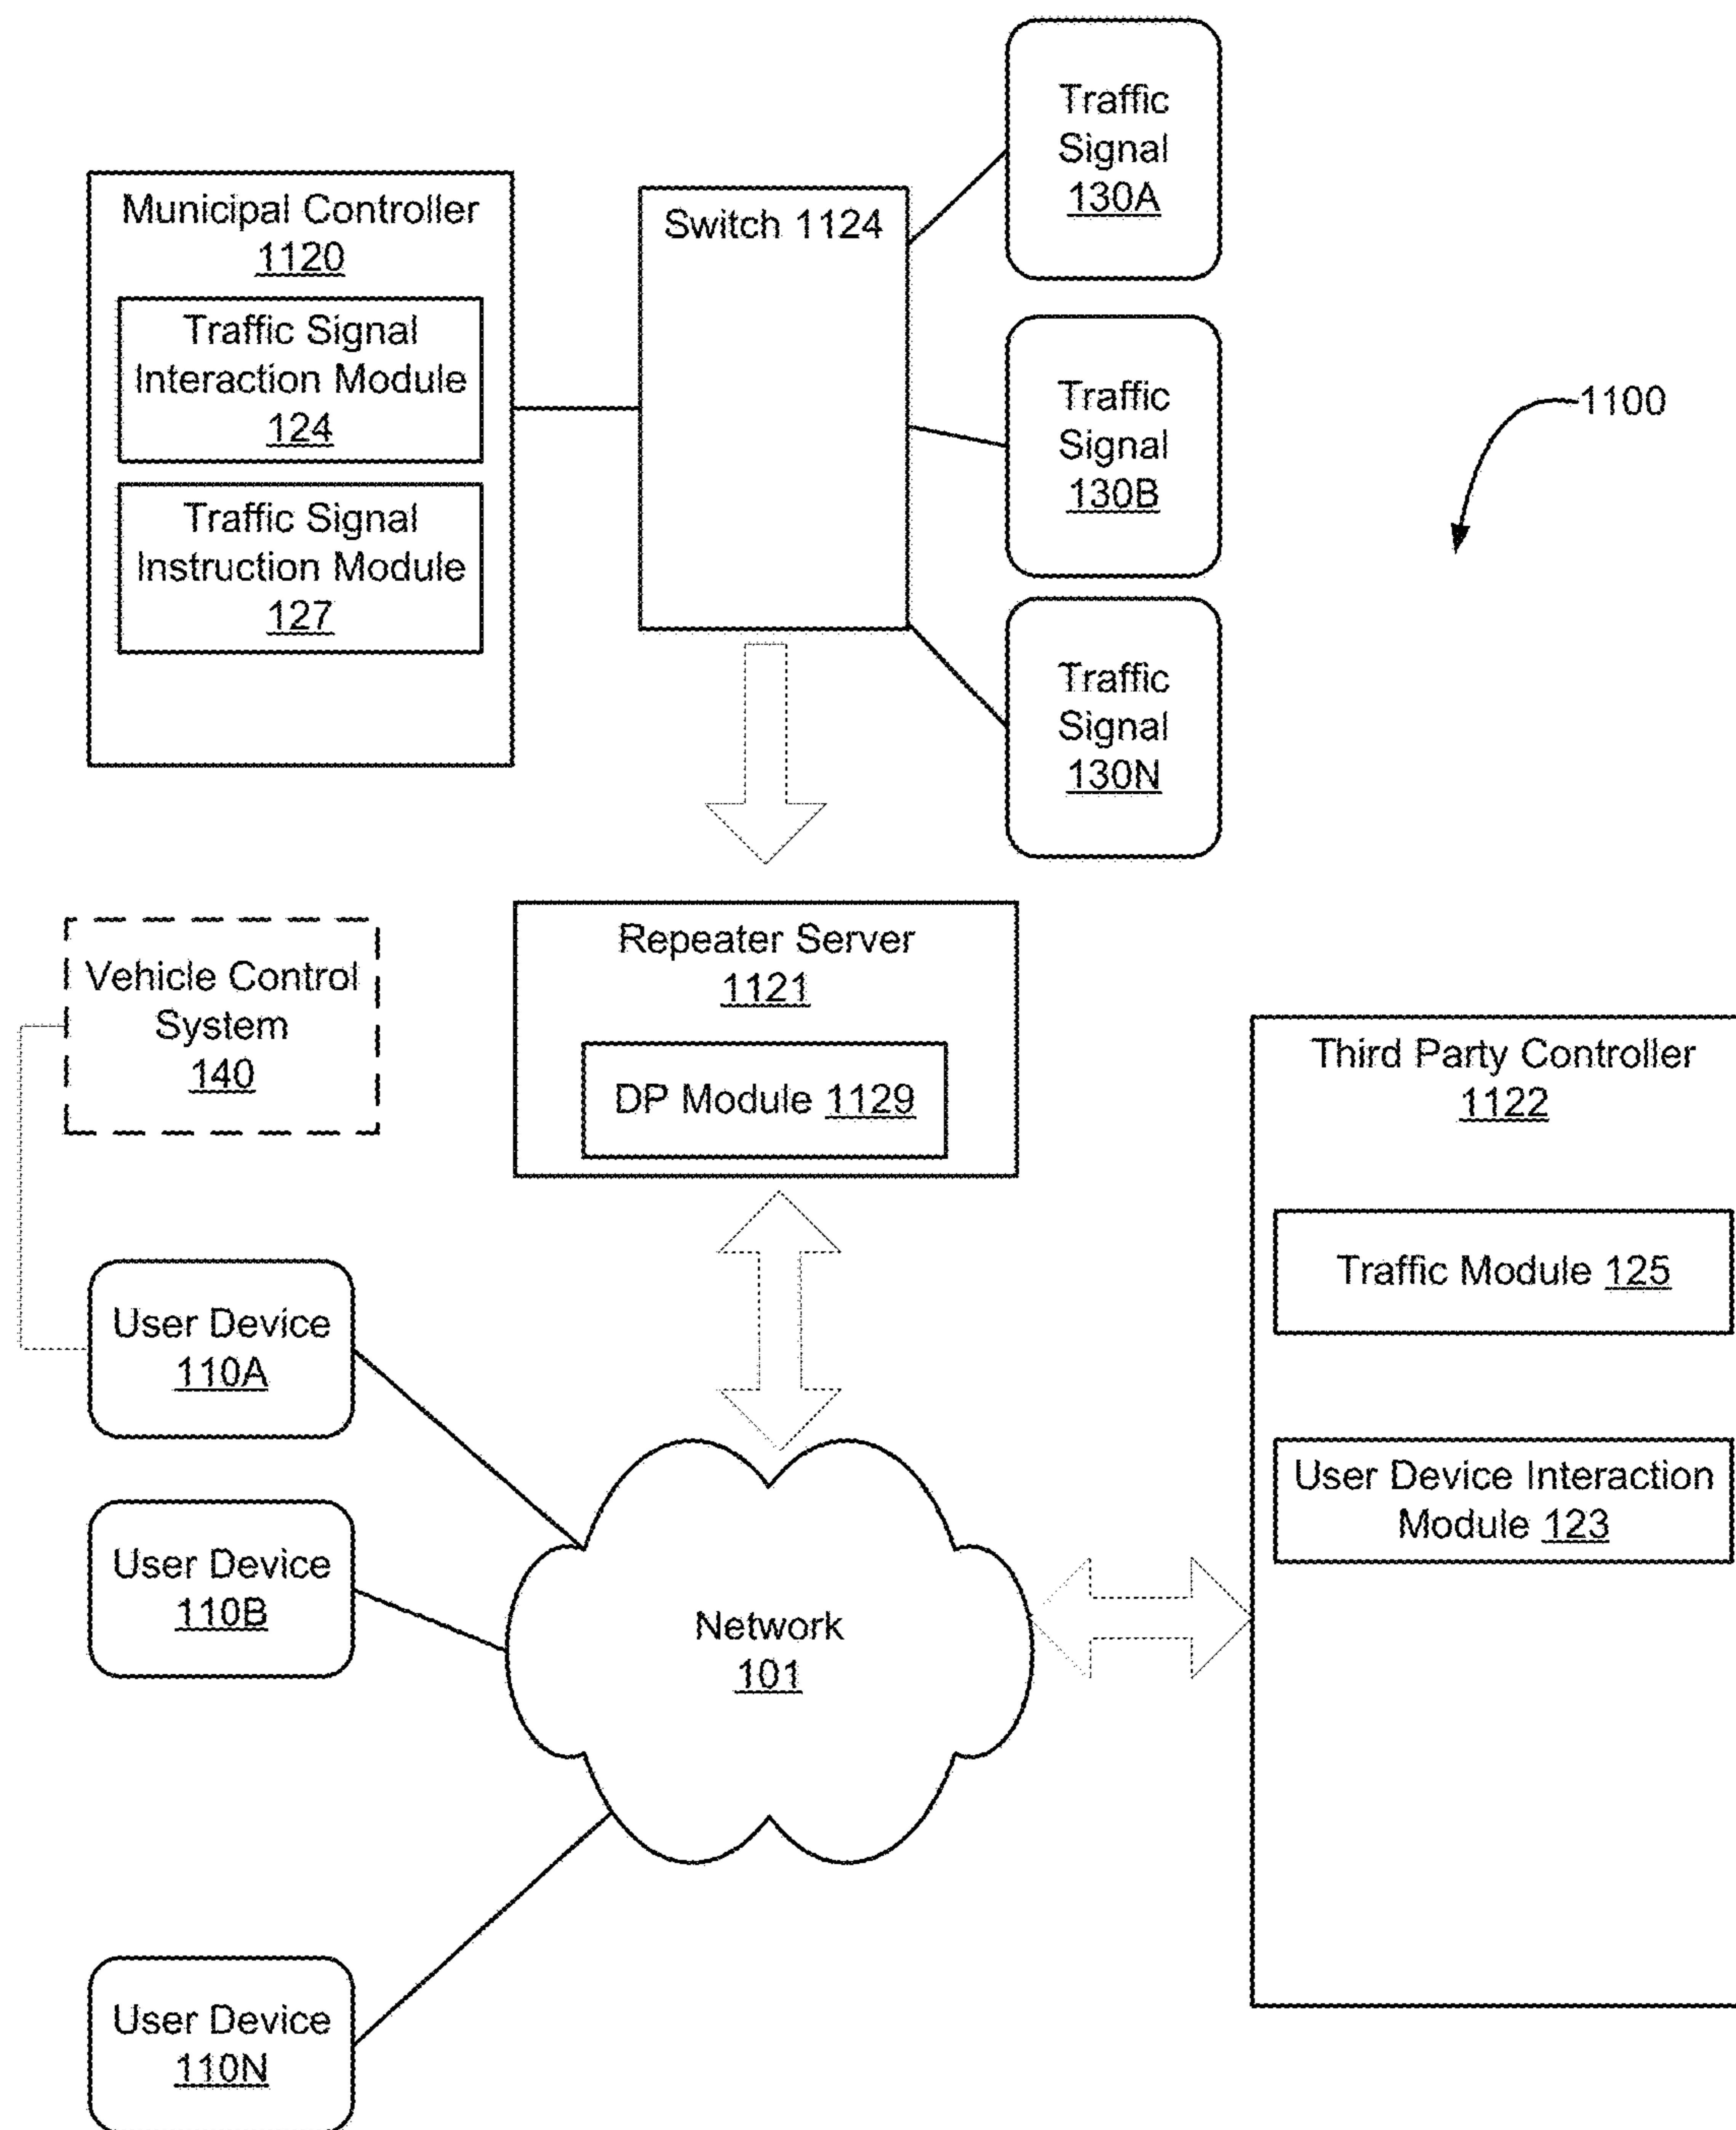 Traffic
Signal
130A
Municipal Controller
1120
Switch 1124
Traffic Signal
Interaction Module
124
Traffic
Signal
130B
1100
Traffic Signal
Instruction Module
127
Traffic
Signal
130N
Repeater Server
1121
DP Module 1129
Vehicle Control
System
140
Third Party Controller
1122
Traffic Module 125
User Device Interaction
Module 123
User Device
110A
User Device
110B
Network
101
User Device
110N